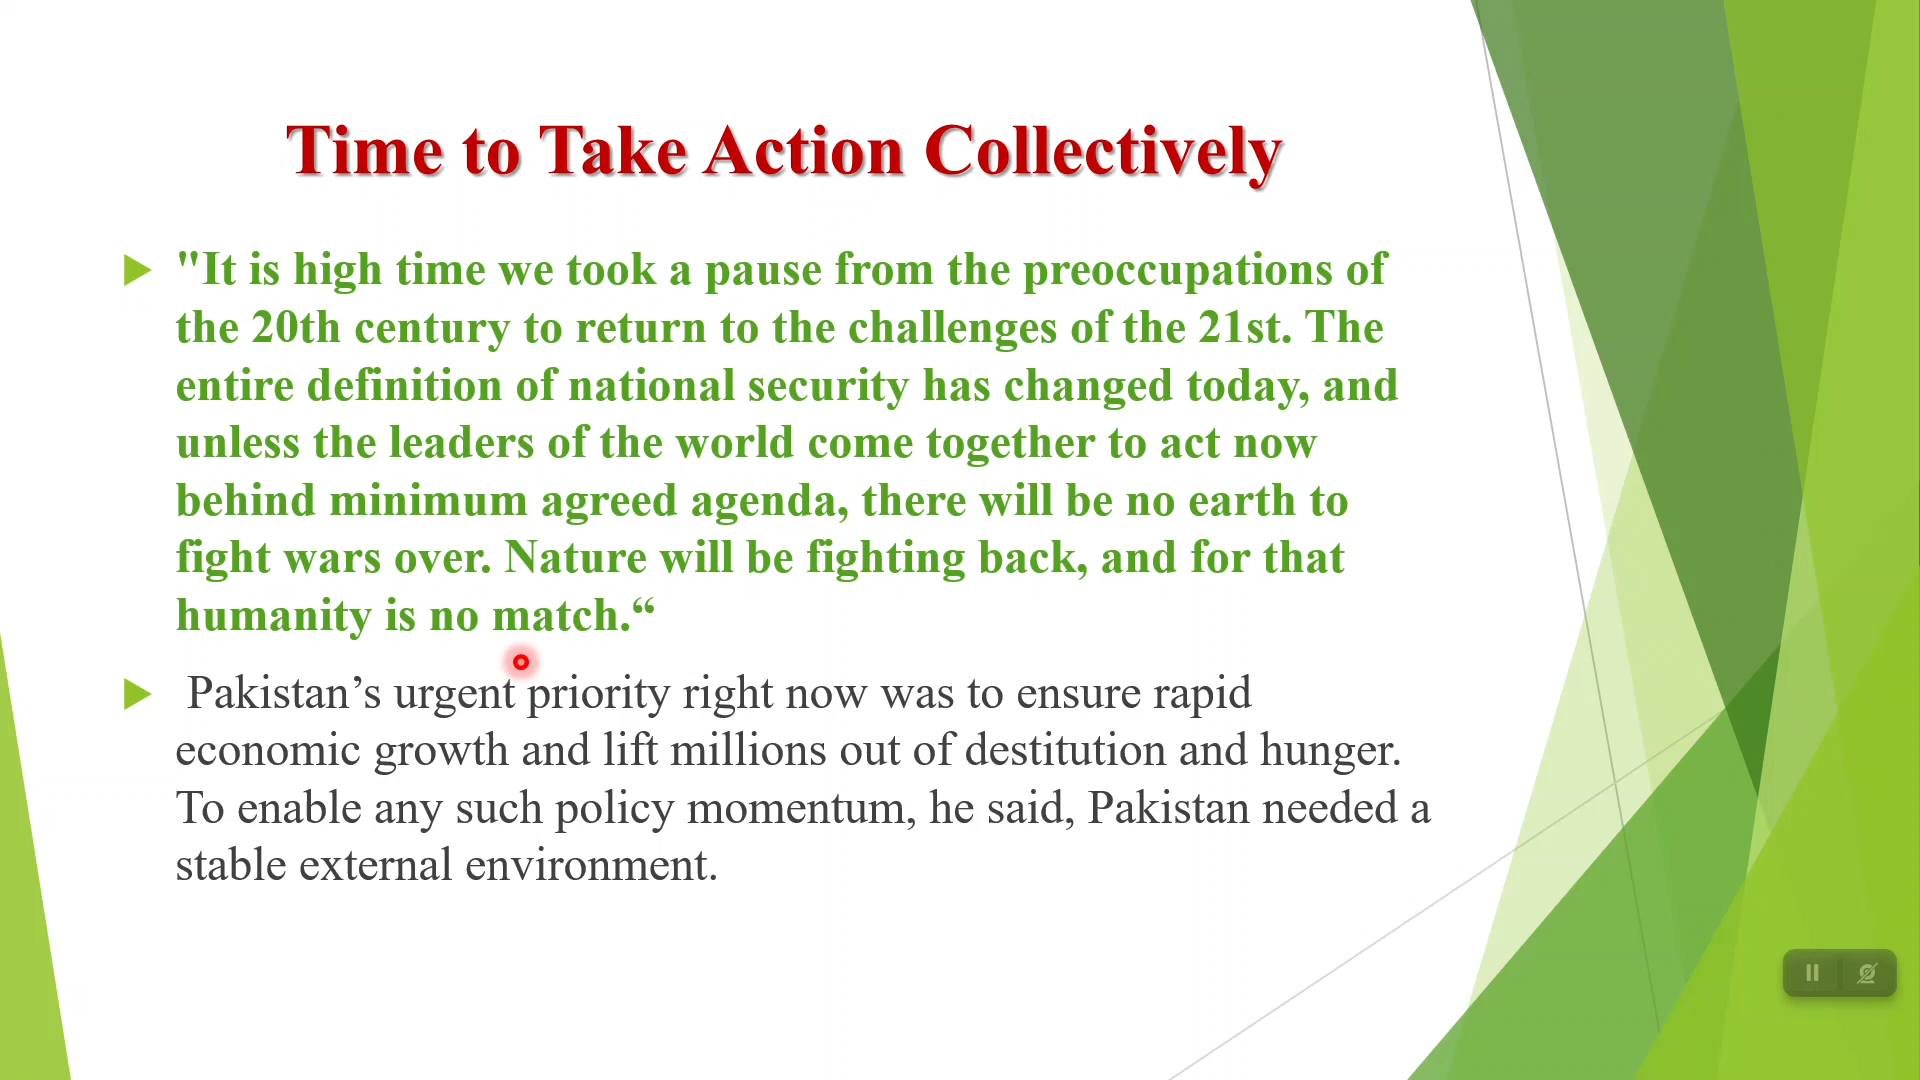 Time to Take Action Collectively
"It is high time we took a pause from the preoccupations of
the 20th century to return to the challenges of the 21st. The
entire definition of national security has changed today, and
unless the leaders of the world come together to act now
behind minimum agreed agenda, there will be no earth to
fight wars over. Nature will be fighting back, and for that
humanity is no match.“
Pakistan’s urgent priority right now was to ensure rapid
economic growth and lift millions out of destitution and hunger.
To enable any such policy momentum, he said, Pakistan needed a
stable external environment.